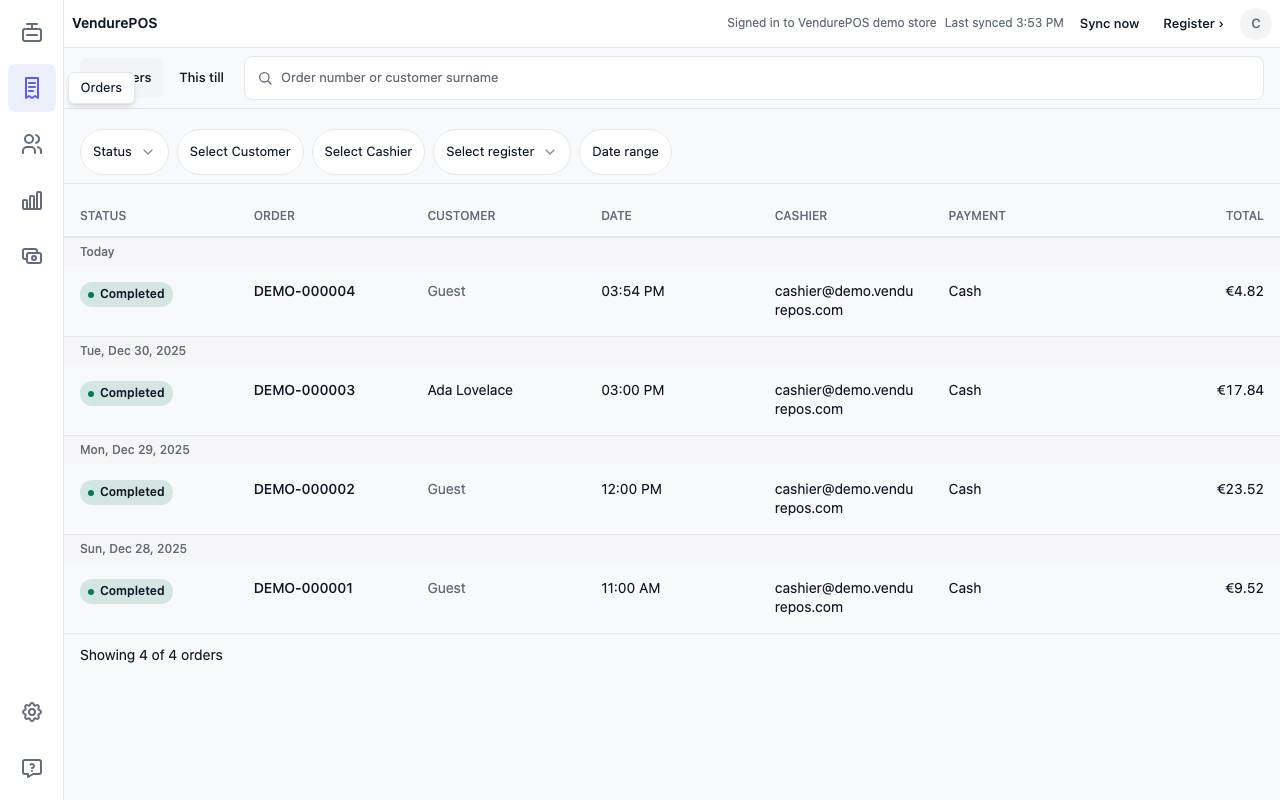 VendurePOS
Signed in to VendurePOS demo store
Last synced 3:53 PM
Sync now
Register ›
C
Orders
This till
Order number or customer surname
Status
Select Customer
Select Cashier
Select register
Date range
STATUS ORDER CUSTOMER DATE CASHIER PAYMENT TOTAL
Today
Completed DEMO-000004 Guest 03:54 PM cashier@demo.vendu Cash €4.82
repos.com
Tue, Dec 30, 2025
Completed DEMO-000003 Ada Lovelace 03:00 PM cashier@demo.vendu Cash €17.84
repos.com
Mon, Dec 29, 2025
Completed DEMO-000002 Guest 12:00 PM cashier@demo.vendu Cash €23.52
repos.com
Sun, Dec 28, 2025
Completed DEMO-000001 Guest 11:00 AM cashier@demo.vendu Cash €9.52
repos.com
Showing 4 of 4 orders